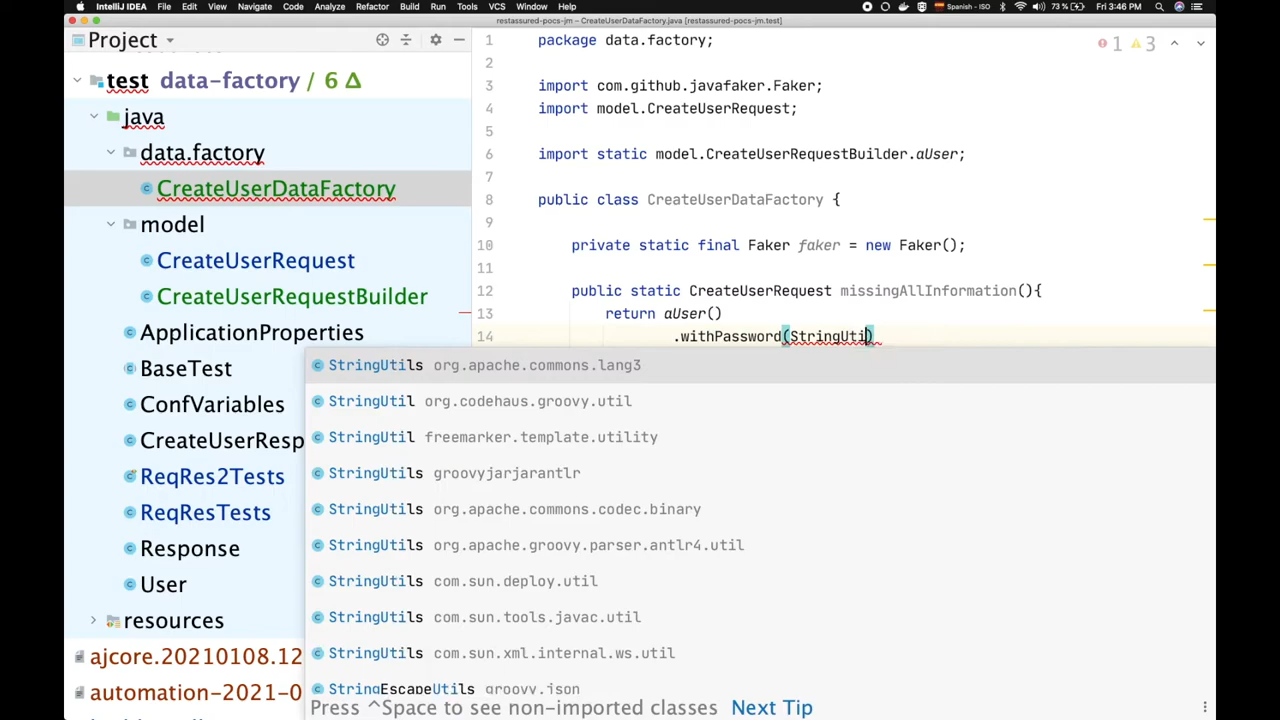 IntelliJ IDEA File Edit View Navigate Code Analyze Refactor Build Run Tools VCS Window Help Spanish - ISO 73 % Fri 3:46 PM
restassured-pocs-jm – CreateUserDataFactory.java [restassured-pocs-jm.test]
Project
test data-factory / 6 Δ
java
data.factory
CreateUserDataFactory
model
CreateUserRequest
CreateUserRequestBuilder
ApplicationProperties
BaseTest
ConfVariables
CreateUserResp
ReqRes2Tests
ReqResTests
Response
User
resources
ajcore.20210108.12
automation-2021-0
1 package data.factory;
1 3
2
3 import com.github.javafaker.Faker;
4 import model.CreateUserRequest;
5
6 import static model.CreateUserRequestBuilder.aUser;
7
8 public class CreateUserDataFactory {
9
10 private static final Faker faker = new Faker();
11
12 public static CreateUserRequest missingAllInformation(){
13 return aUser()
14 .withPassword(StringUti)
StringUtils org.apache.commons.lang3
StringUtil org.codehaus.groovy.util
StringUtil freemarker.template.utility
StringUtils groovyjarjarantlr
StringUtils org.apache.commons.codec.binary
StringUtils org.apache.groovy.parser.antlr4.util
StringUtils com.sun.deploy.util
StringUtils com.sun.tools.javac.util
StringUtils com.sun.xml.internal.ws.util
StringEscapeUtils groovy.json
Press ^Space to see non-imported classes Next Tip